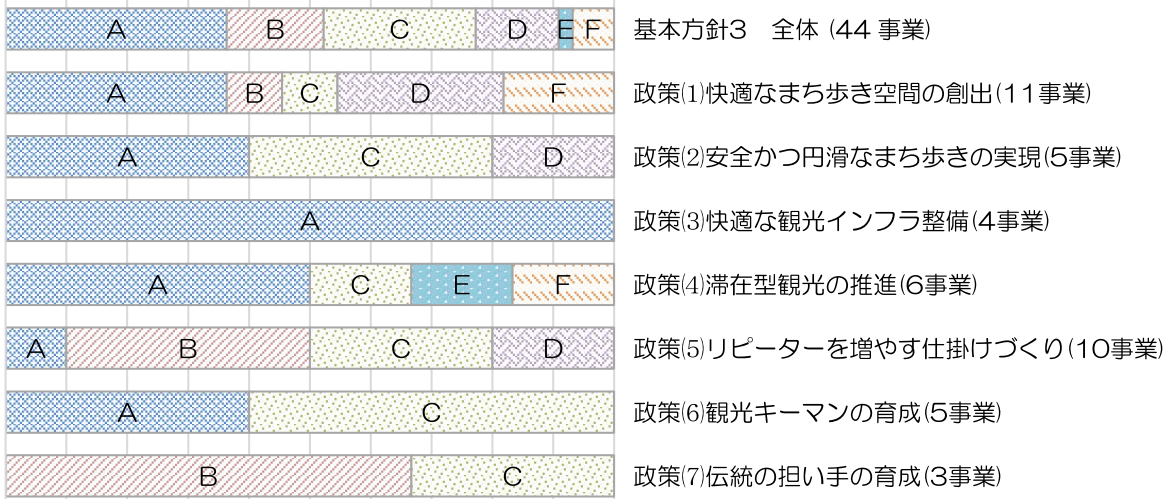 A B C D E F 基本方針3 全体 (44 事業)
A B C D F 政策⑴快適なまち歩き空間の創出(11事業)
A C D 政策⑵安全かつ円滑なまち歩きの実現(5事業)
A 政策⑶快適な観光インフラ整備(4事業)
A C E F 政策⑷滞在型観光の推進(6事業)
A B C D 政策⑸リピーターを増やす仕掛けづくり(10事業)
A C 政策⑹観光キーマンの育成(5事業)
B C 政策⑺伝統の担い手の育成(3事業)